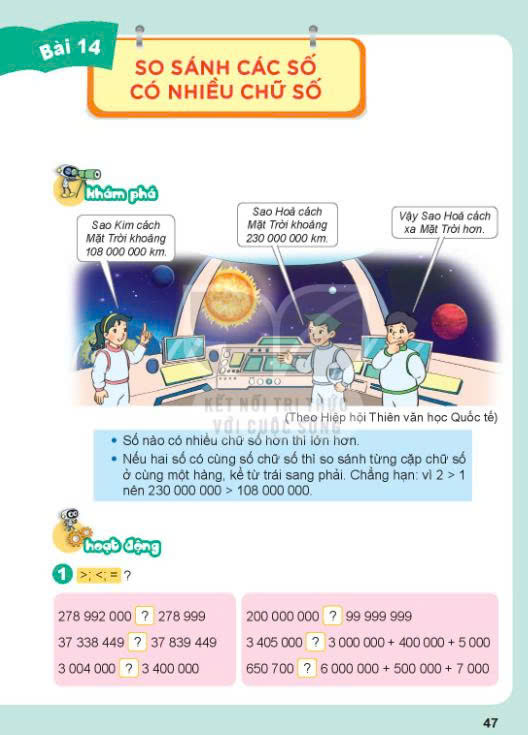 Bài 14
SO SÁNH CÁC SỐ
CÓ NHIỀU CHỮ SỐ
khám phá
Sao Kim cách
Mặt Trời khoảng
108 000 000 km.
Sao Hoả cách
Mặt Trời khoảng
230 000 000 km.
Vậy Sao Hoả cách
xa Mặt Trời hơn.
(Theo Hiệp hội Thiên văn học Quốc tế)
KẾT NỐI TRI THỨC
VỚI CUỘC SỐNG
• Số nào có nhiều chữ số hơn thì lớn hơn.
• Nếu hai số có cùng số chữ số thì so sánh từng cặp chữ số
ở cùng một hàng, kể từ trái sang phải. Chẳng hạn: vì 2 > 1
nên 230 000 000 > 108 000 000.
hoạt động
1 >; <; = ?
278 992 000 ? 278 999
37 338 449 ? 37 839 449
3 004 000 ? 3 400 000
200 000 000 ? 99 999 999
3 405 000 ? 3 000 000 + 400 000 + 5 000
650 700 ? 6 000 000 + 500 000 + 7 000
47